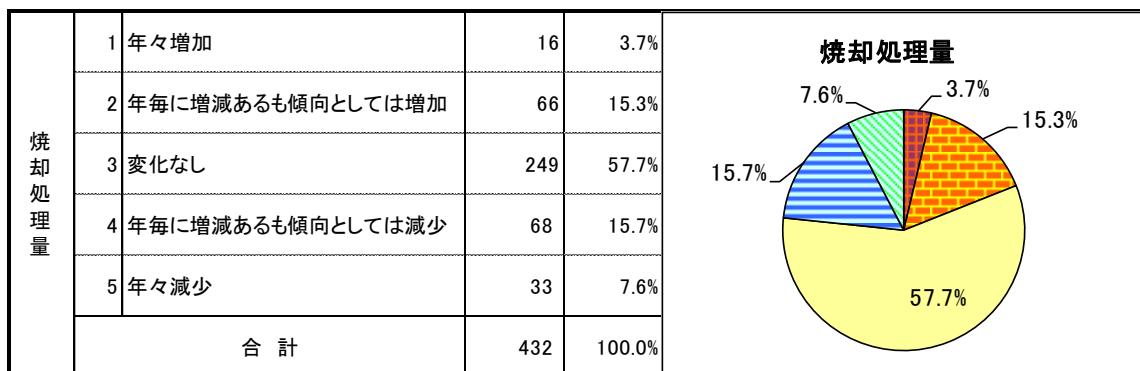 焼却処理量
1 年々増加 16 3.7%
2 年毎に増減あるも傾向としては増加 66 15.3%
3 変化なし 249 57.7%
4 年毎に増減あるも傾向としては減少 68 15.7%
5 年々減少 33 7.6%
合 計 432 100.0%
焼却処理量
7.6%
3.7%
15.3%
15.7%
57.7%